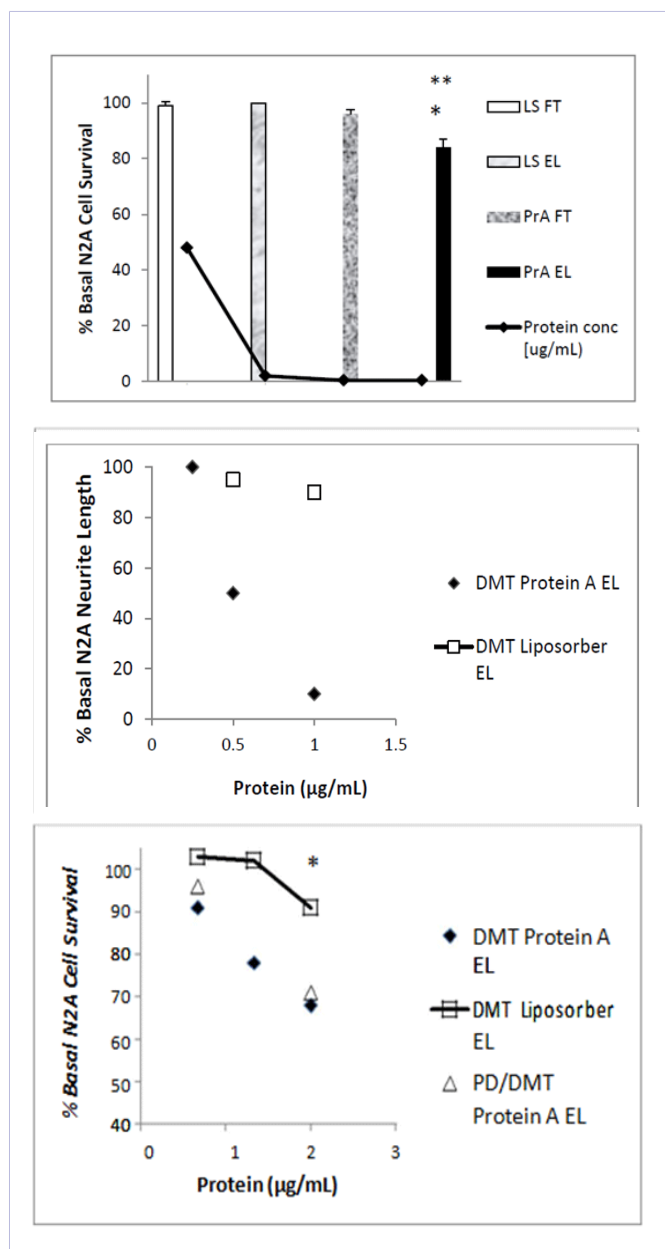 **
*
100
80
60
40
20
0
% Basal N2A Cell Survival
LS FT
LS EL
PrA FT
PrA EL
Protein conc
[ug/mL)
100
80
60
40
20
0
% Basal N2A Neurite Length
0 0.5 1 1.5
Protein (µg/mL)
DMT Protein A EL
DMT Liposorber
EL
100
90
80
70
60
50
40
% Basal N2A Cell Survival
*
0 1 2 3
Protein (µg/mL)
DMT Protein A
EL
DMT Liposorber
EL
PD/DMT
Protein A EL